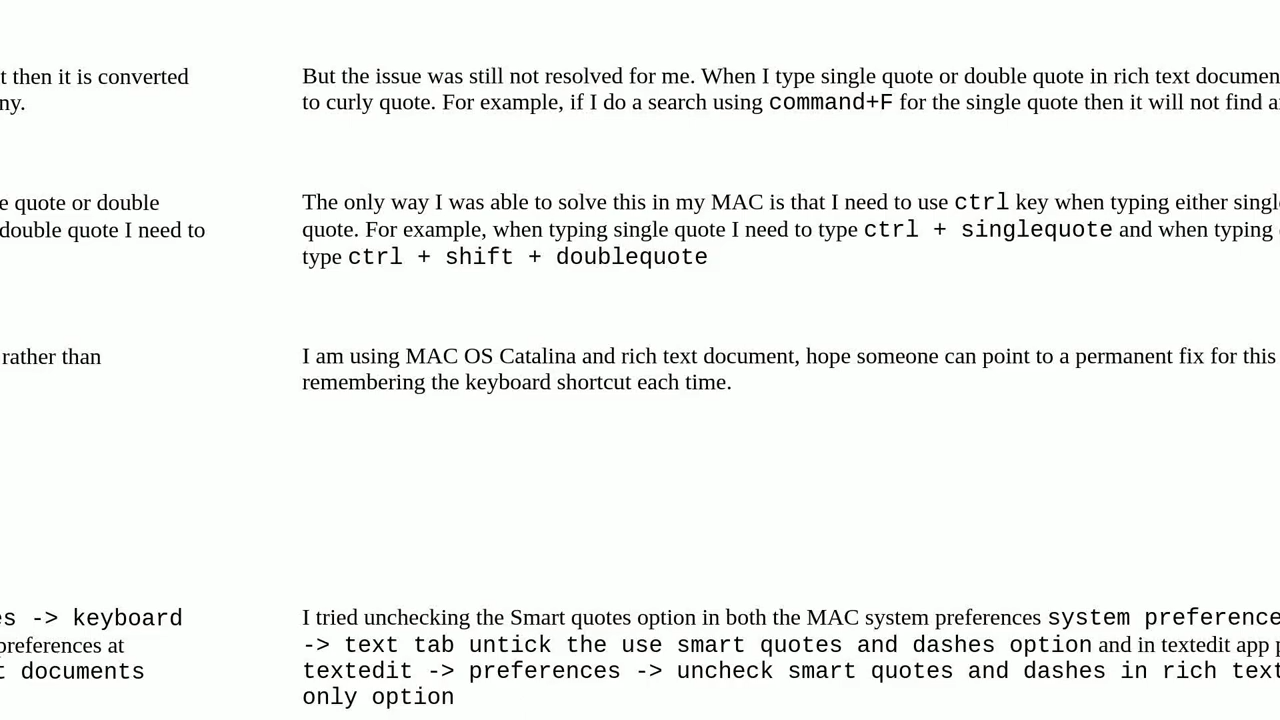 t then it is converted
ny.
e quote or double
double quote I need to
rather than
es -> keyboard
preferences at
t documents
But the issue was still not resolved for me. When I type single quote or double quote in rich text documen
to curly quote. For example, if I do a search using command+F for the single quote then it will not find a
The only way I was able to solve this in my MAC is that I need to use ctrl key when typing either singl
quote. For example, when typing single quote I need to type ctrl + singlequote and when typing
type ctrl + shift + doublequote
I am using MAC OS Catalina and rich text document, hope someone can point to a permanent fix for this
remembering the keyboard shortcut each time.
I tried unchecking the Smart quotes option in both the MAC system preferences system preference
-> text tab untick the use smart quotes and dashes option and in textedit app p
textedit -> preferences -> uncheck smart quotes and dashes in rich text
only option